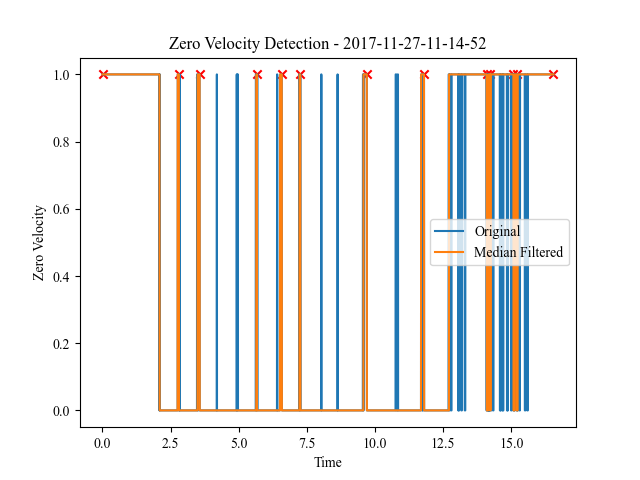 Zero Velocity Detection - 2017-11-27-11-14-52
1.0
0.8
0.6
0.4
0.2
0.0
Zero Velocity
Original
Median Filtered
0.0 2.5 5.0 7.5 10.0 12.5 15.0
Time